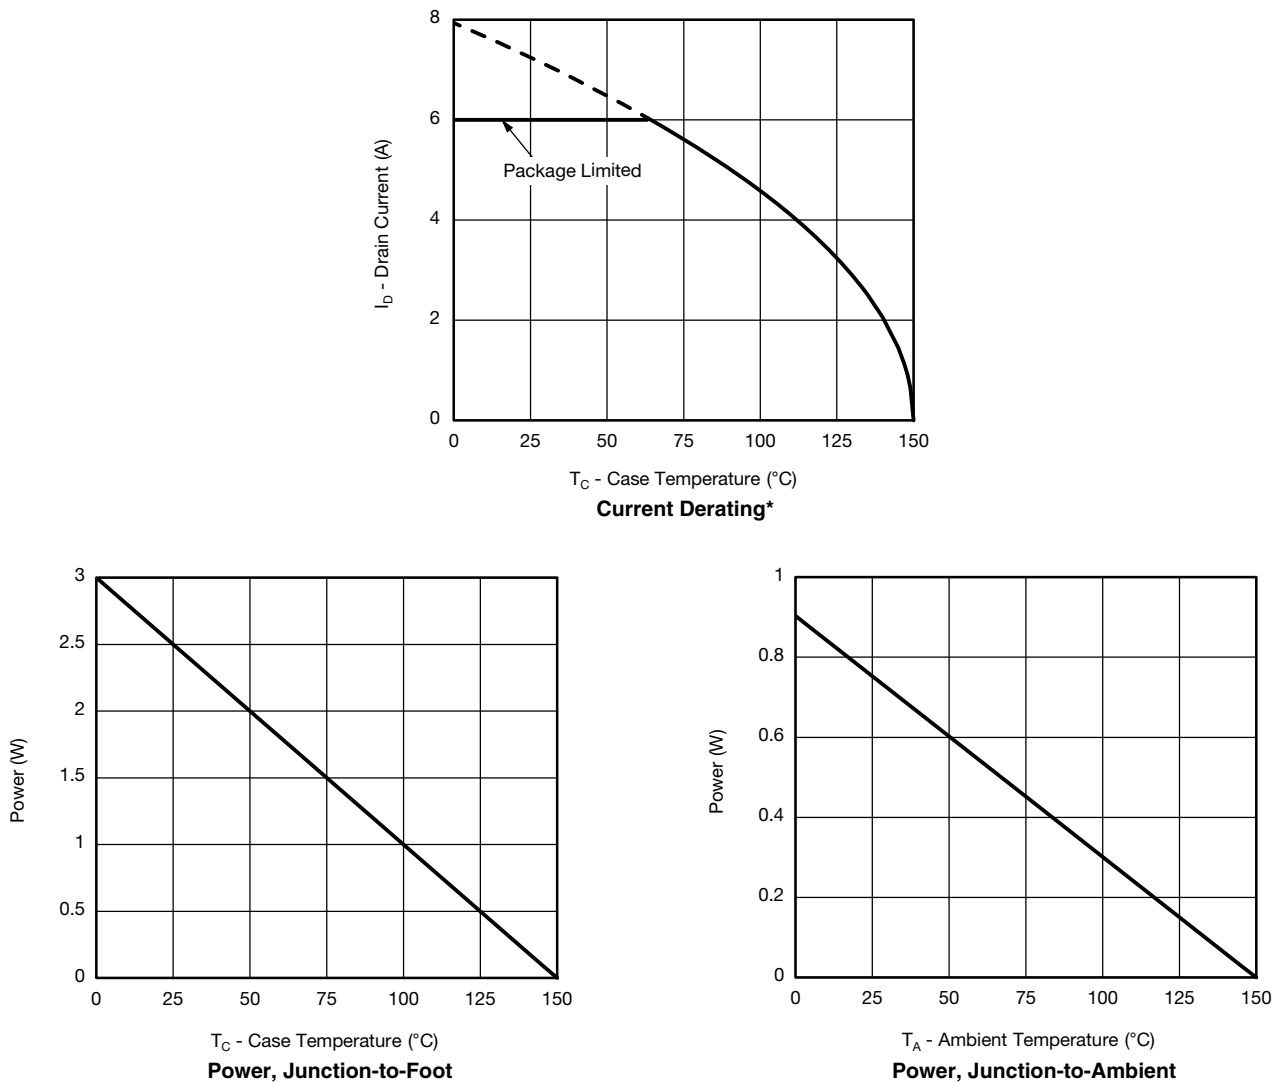 8
6
4
2
0
I_D - Drain Current (A)
Package Limited
0 25 50 75 100 125 150
T_C - Case Temperature (°C)
Current Derating*
3
2.5
2
1.5
1
0.5
0
Power (W)
0 25 50 75 100 125 150
T_C - Case Temperature (°C)
Power, Junction-to-Foot
1
0.8
0.6
0.4
0.2
0
Power (W)
0 25 50 75 100 125 150
T_A - Ambient Temperature (°C)
Power, Junction-to-Ambient